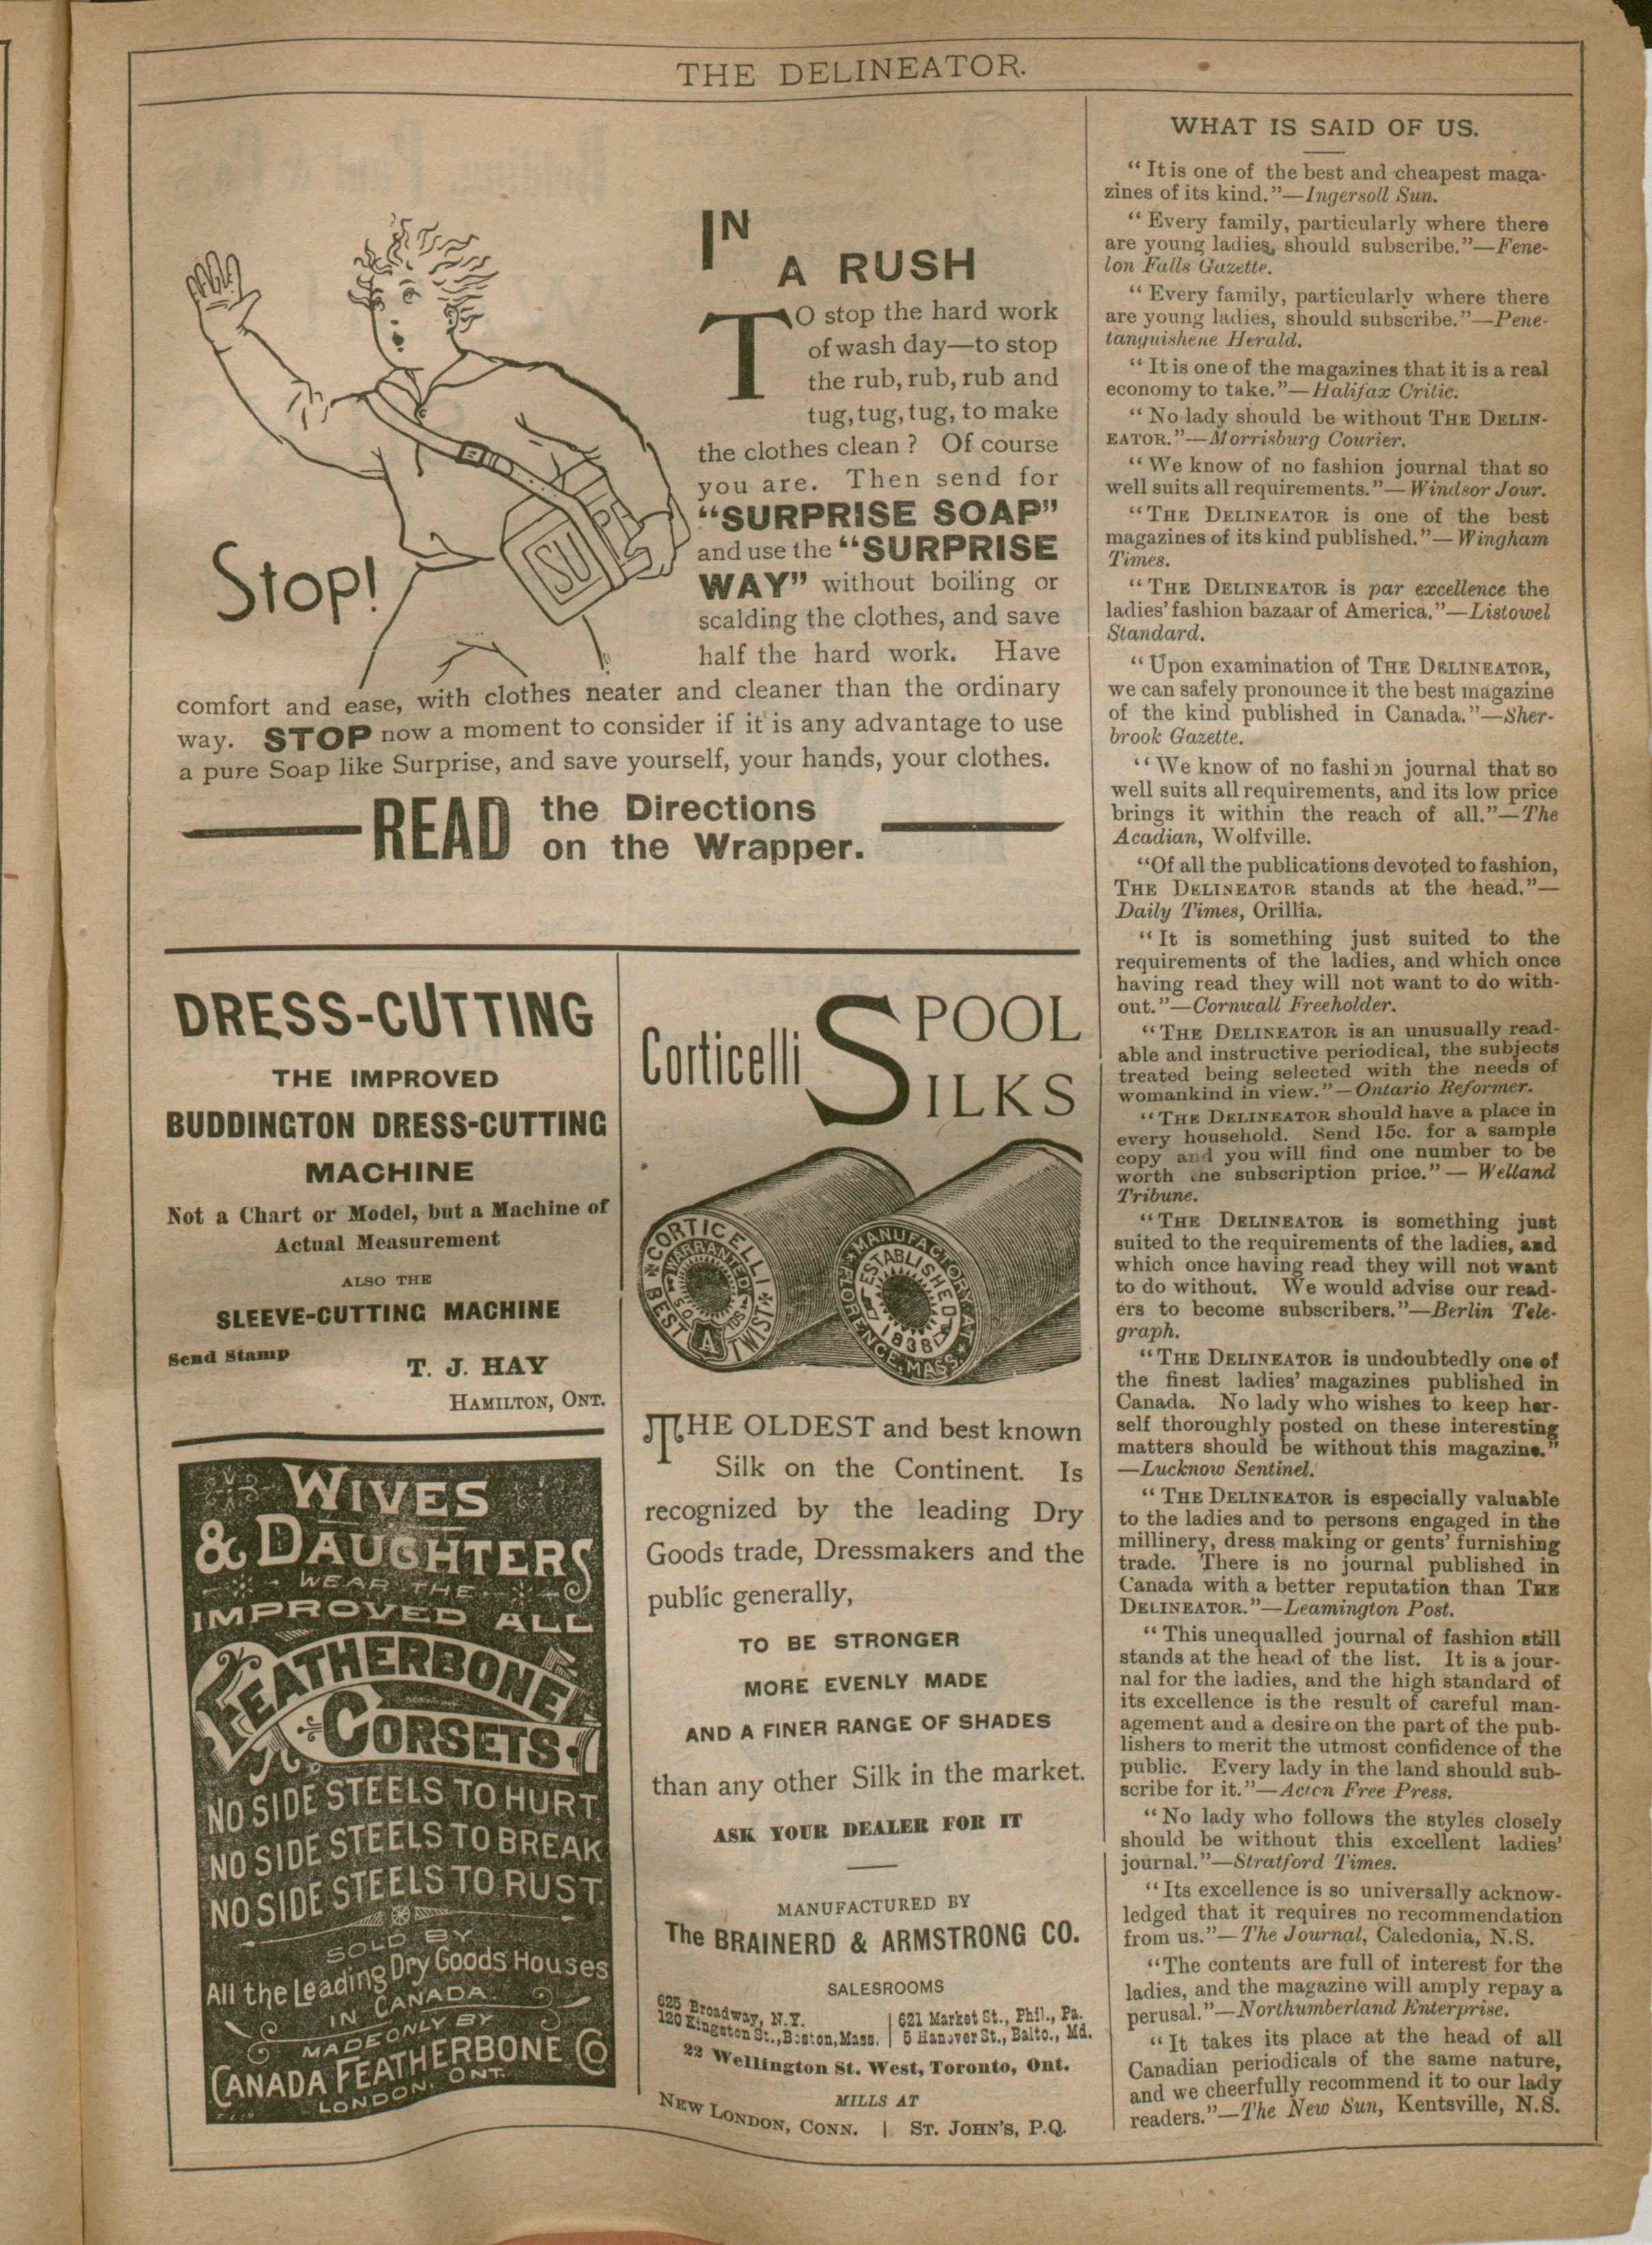 THE DELINEATOR.
Stop!
SU
IN
A RUSH
TO stop the hard work
of wash day—to stop
the rub, rub, rub and
tug, tug, tug, to make
the clothes clean ? Of course
you are. Then send for
“SURPRISE SOAP”
and use the “SURPRISE
WAY” without boiling or
scalding the clothes, and save
half the hard work. Have
comfort and ease, with clothes neater and cleaner than the ordinary
way. STOP now a moment to consider if it is any advantage to use
a pure Soap like Surprise, and save yourself, your hands, your clothes.
READ the Directions
on the Wrapper.
DRESS-CUTTING
THE IMPROVED
BUDDINGTON DRESS-CUTTING
MACHINE
Not a Chart or Model, but a Machine of
Actual Measurement
ALSO THE
SLEEVE-CUTTING MACHINE
Send Stamp
T. J. HAY
HAMILTON, ONT.
WIVES
& DAUGHTERS
WEAR THE
IMPROVED ALL
FEATHERBONE
CORSETS
NO SIDE STEELS TO HURT
NO SIDE STEELS TO BREAK
NO SIDE STEELS TO RUST
SOLD BY
All the Leading Dry Goods Houses
IN CANADA.
MADE ONLY BY
CANADA FEATHERBONE CO
LONDON, ONT.
Corticelli SPOOL
SILKS
CORTICELLI
BEST TWIST
WARRANTED
50 YDS
A
MANUFACTORY AT
FLORENCE, MASS.
ESTABLISHED
1838
THE OLDEST and best known
Silk on the Continent. Is
recognized by the leading Dry
Goods trade, Dressmakers and the
public generally,
TO BE STRONGER
MORE EVENLY MADE
AND A FINER RANGE OF SHADES
than any other Silk in the market.
ASK YOUR DEALER FOR IT
MANUFACTURED BY
The BRAINERD & ARMSTRONG CO.
SALESROOMS
625 Broadway, N.Y. | 621 Market St., Phil., Pa.
120 Kingston St., Boston, Mass. | 5 Hanover St., Balto., Md.
22 Wellington St. West, Toronto, Ont.
MILLS AT
NEW LONDON, CONN. | ST. JOHN'S, P.Q.
WHAT IS SAID OF US.
“It is one of the best and cheapest maga-
zines of its kind.”—Ingersoll Sun.
“Every family, particularly where there
are young ladies, should subscribe.”—Fene-
lon Falls Gazette.
“Every family, particularly where there
are young ladies, should subscribe.”—Pene-
tanguishene Herald.
“It is one of the magazines that it is a real
economy to take.”—Halifax Critic.
“No lady should be without THE DELIN-
EATOR.”—Morrisburg Courier.
“We know of no fashion journal that so
well suits all requirements.”—Windsor Jour.
“THE DELINEATOR is one of the best
magazines of its kind published.”—Wingham
Times.
“THE DELINEATOR is par excellence the
ladies' fashion bazaar of America.”—Listowel
Standard.
“Upon examination of THE DELINEATOR,
we can safely pronounce it the best magazine
of the kind published in Canada.”—Sher-
brook Gazette.
“We know of no fashion journal that so
well suits all requirements, and its low price
brings it within the reach of all.”—The
Acadian, Wolfville.
“Of all the publications devoted to fashion,
THE DELINEATOR stands at the head.”—
Daily Times, Orillia.
“It is something just suited to the
requirements of the ladies, and which once
having read they will not want to do with-
out.”—Cornwall Freeholder.
“THE DELINEATOR is an unusually read-
able and instructive periodical, the subjects
treated being selected with the needs of
womankind in view.”—Ontario Reformer.
“THE DELINEATOR should have a place in
every household. Send 15c. for a sample
copy and you will find one number to be
worth the subscription price.”—Welland
Tribune.
“THE DELINEATOR is something just
suited to the requirements of the ladies, and
which once having read they will not want
to do without. We would advise our read-
ers to become subscribers.”—Berlin Tele-
graph.
“THE DELINEATOR is undoubtedly one of
the finest ladies' magazines published in
Canada. No lady who wishes to keep her-
self thoroughly posted on these interesting
matters should be without this magazine.”
—Lucknow Sentinel.
“THE DELINEATOR is especially valuable
to the ladies and to persons engaged in the
millinery, dress making or gents' furnishing
trade. There is no journal published in
Canada with a better reputation than THE
DELINEATOR.”—Leamington Post.
“This unequalled journal of fashion still
stands at the head of the list. It is a jour-
nal for the ladies, and the high standard of
its excellence is the result of careful man-
agement and a desire on the part of the pub-
lishers to merit the utmost confidence of the
public. Every lady in the land should sub-
scribe for it.”—Acton Free Press.
“No lady who follows the styles closely
should be without this excellent ladies'
journal.”—Stratford Times.
“Its excellence is so universally acknow-
ledged that it requires no recommendation
from us.”—The Journal, Caledonia, N.S.
“The contents are full of interest for the
ladies, and the magazine will amply repay a
perusal.”—Northumberland Enterprise.
“It takes its place at the head of all
Canadian periodicals of the same nature,
and we cheerfully recommend it to our lady
readers.”—The New Sun, Kentsville, N.S.